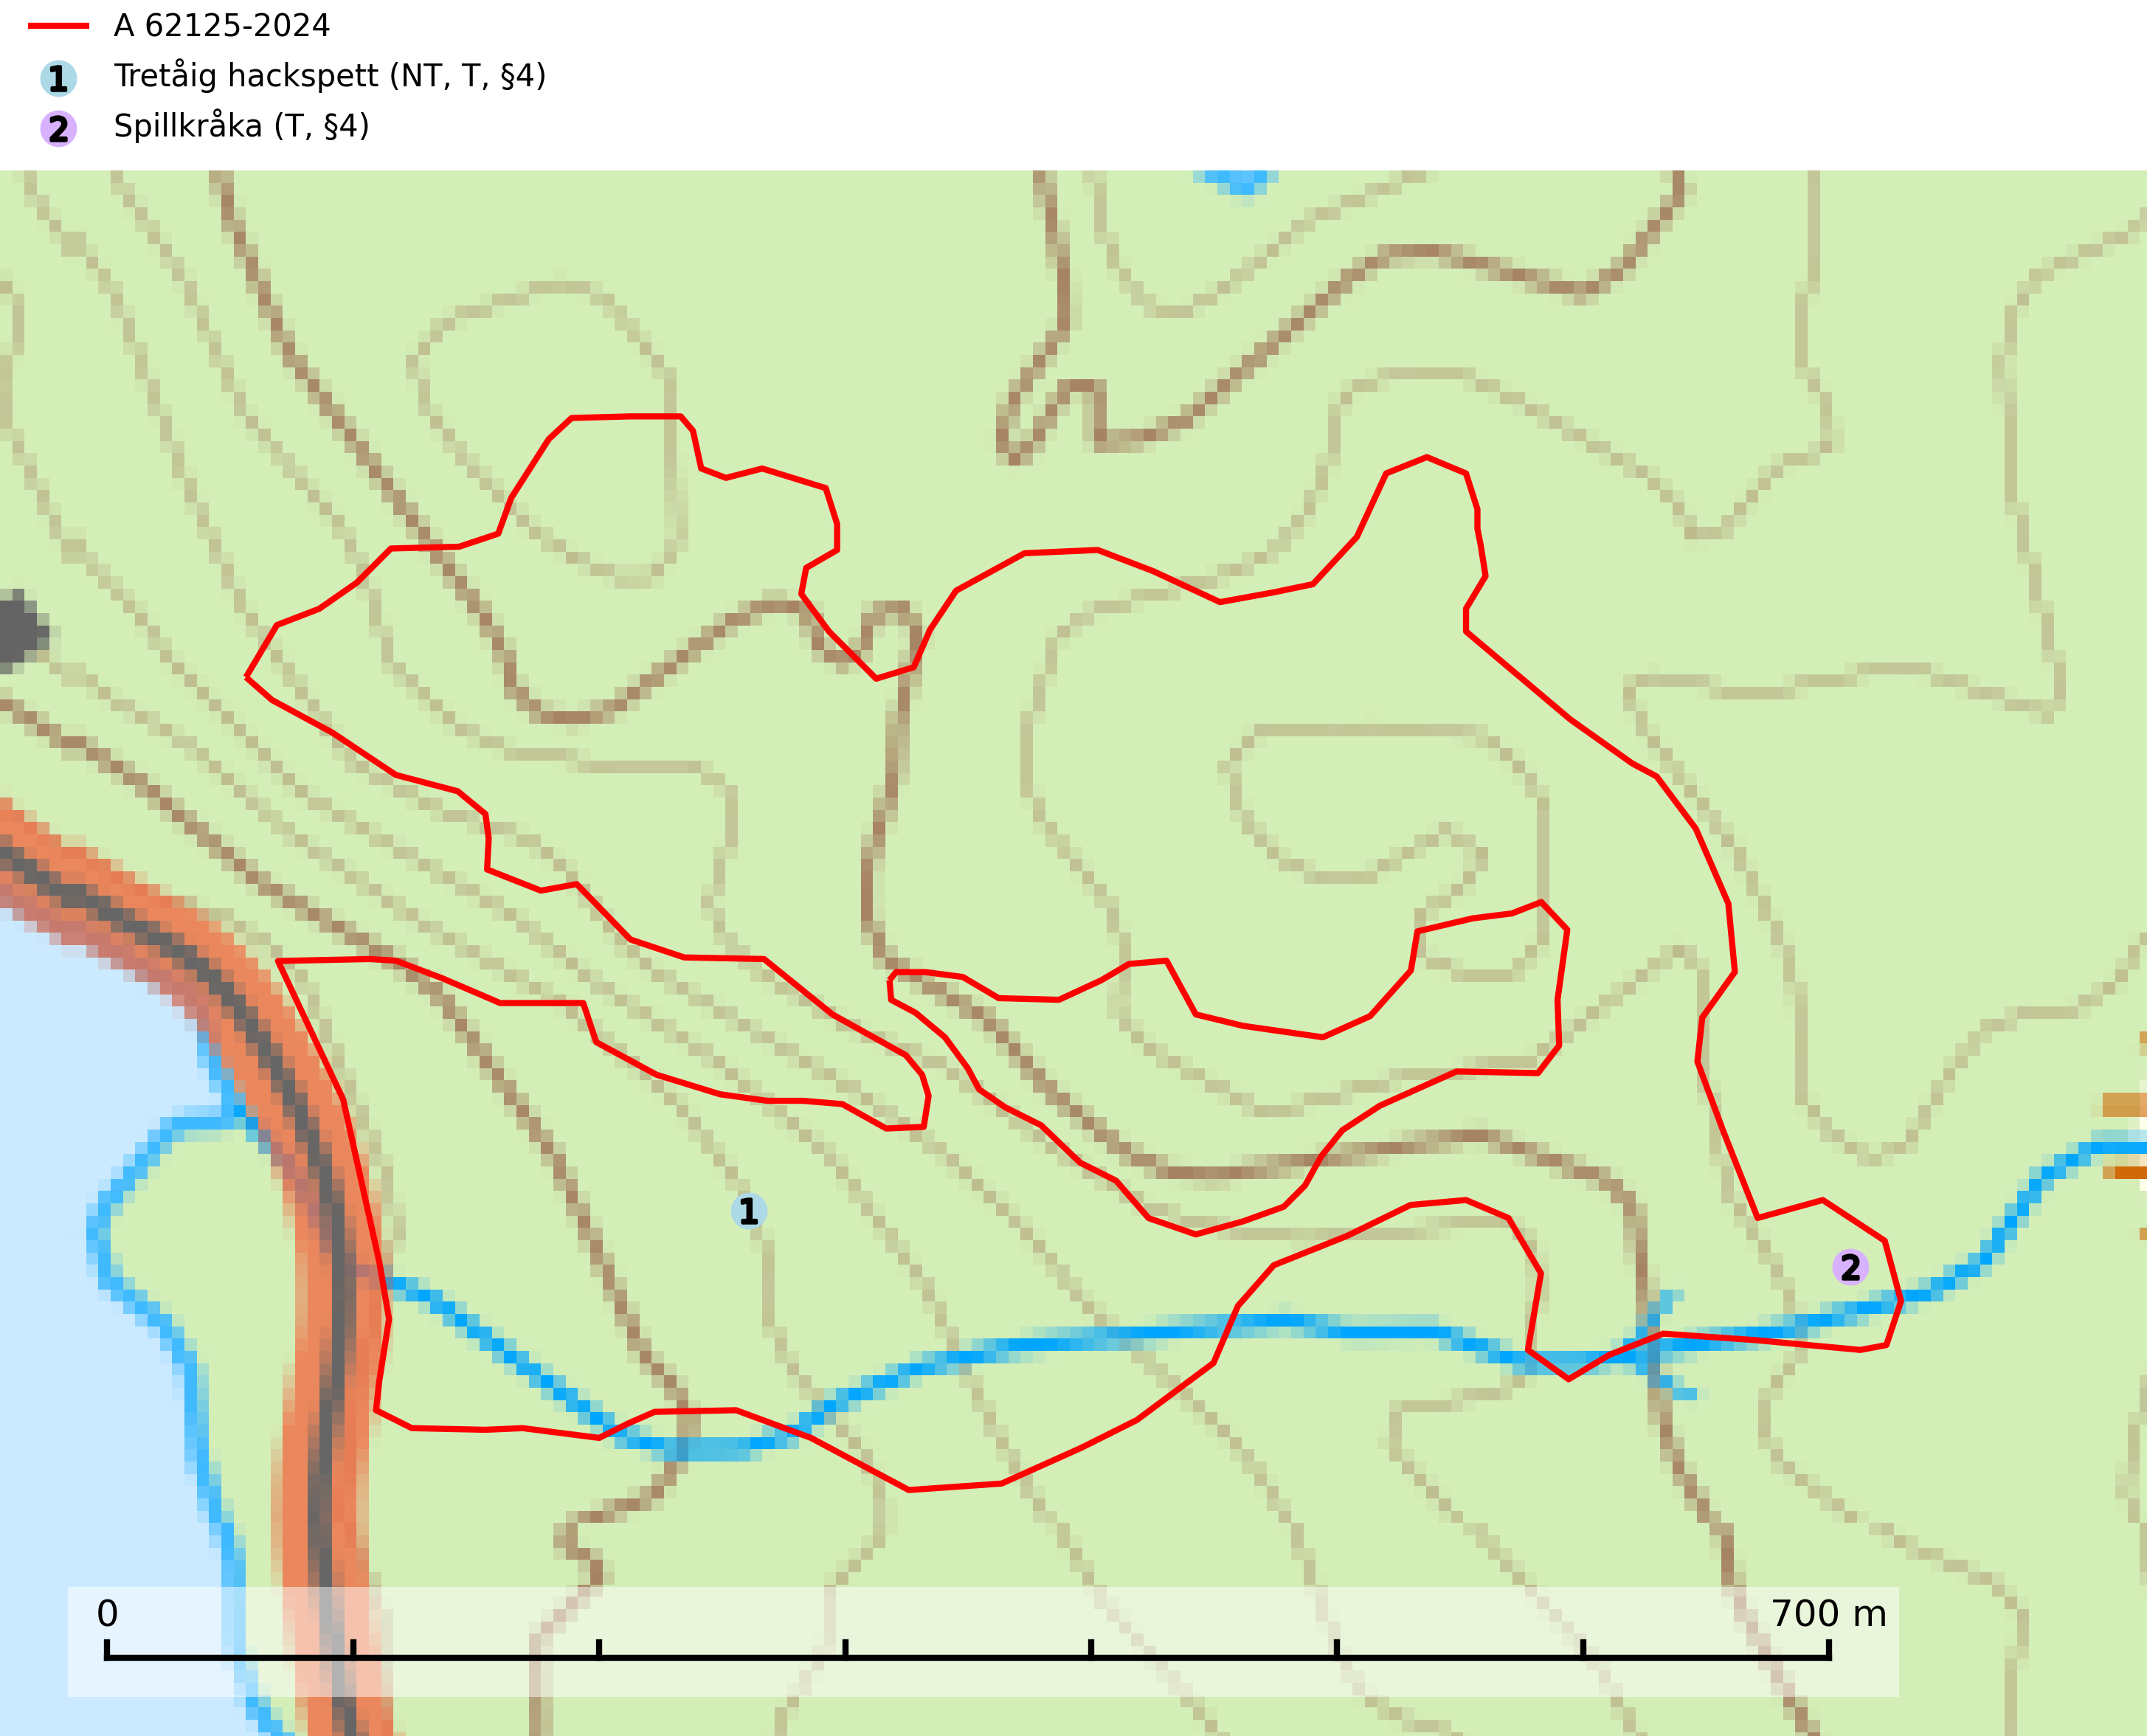 A 62125-2024
1 Tretåig hackspett (NT, T, §4)
2 Spillkråka (T, §4)
1
2
0 700 m